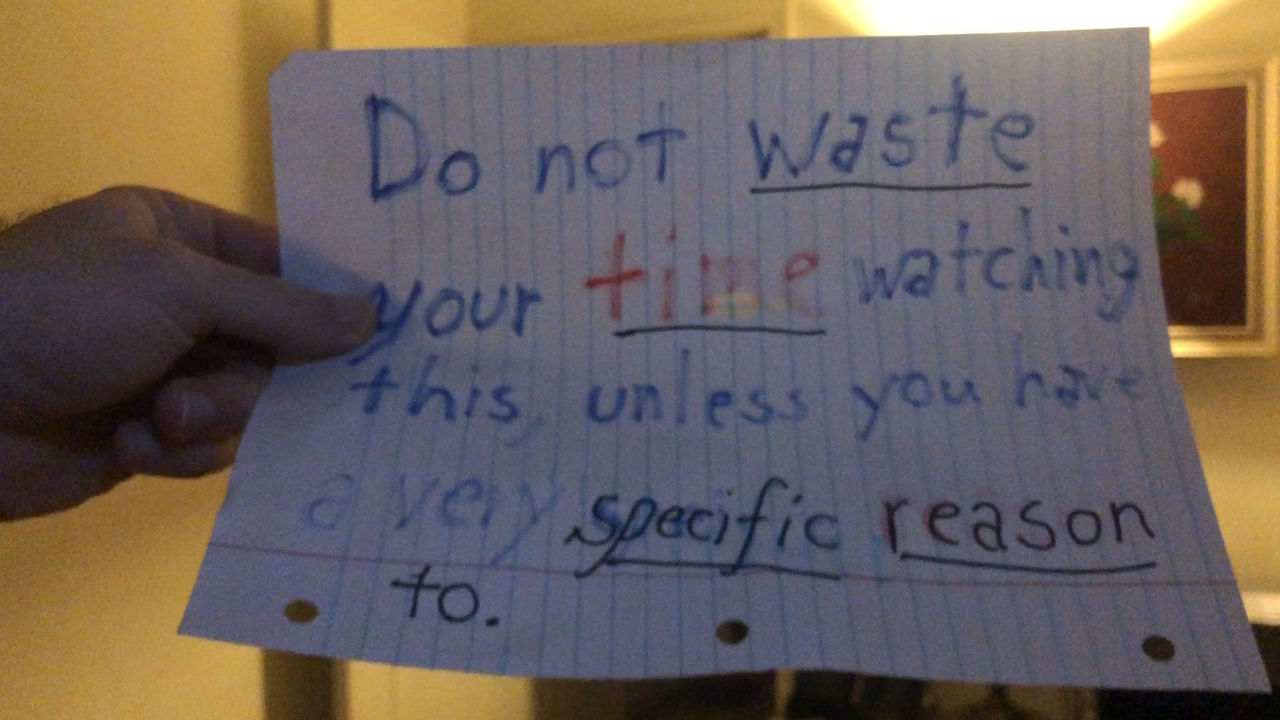 Do not waste
your time watching
this, unless you have
a very specific reason
to.